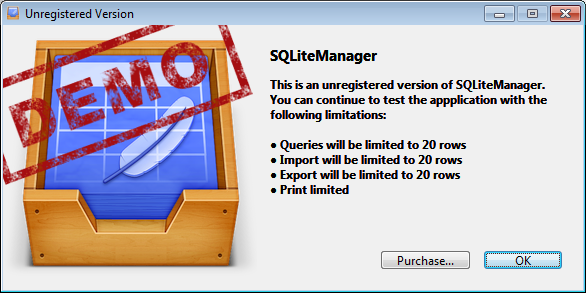 Unregistered Version
DEMO
SQLiteManager
This is an unregistered version of SQLiteManager.
You can continue to test the appplication with the
following limitations:
● Queries will be limited to 20 rows
● Import will be limited to 20 rows
● Export will be limited to 20 rows
● Print limited
Purchase...
OK